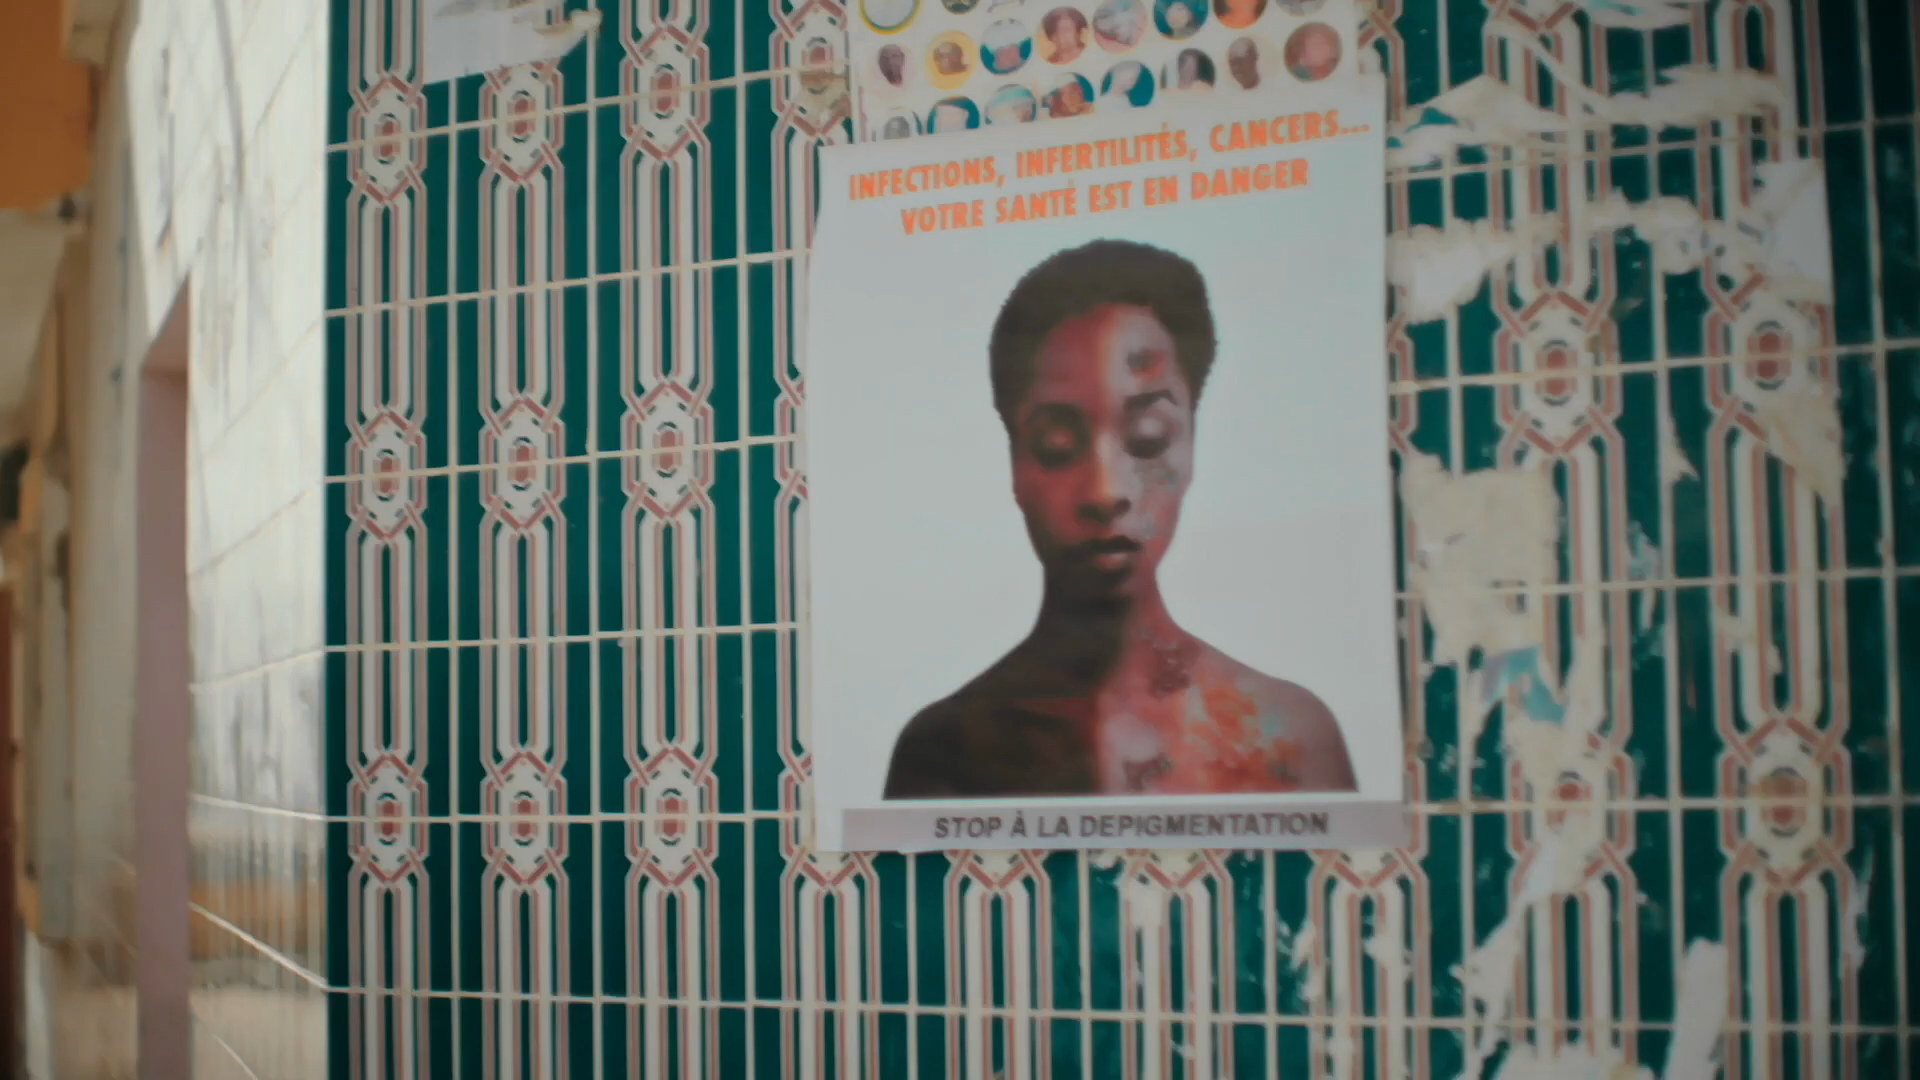 INFECTIONS, INFERTILITÉS, CANCERS...
VOTRE SANTÉ EST EN DANGER
STOP À LA DEPIGMENTATION